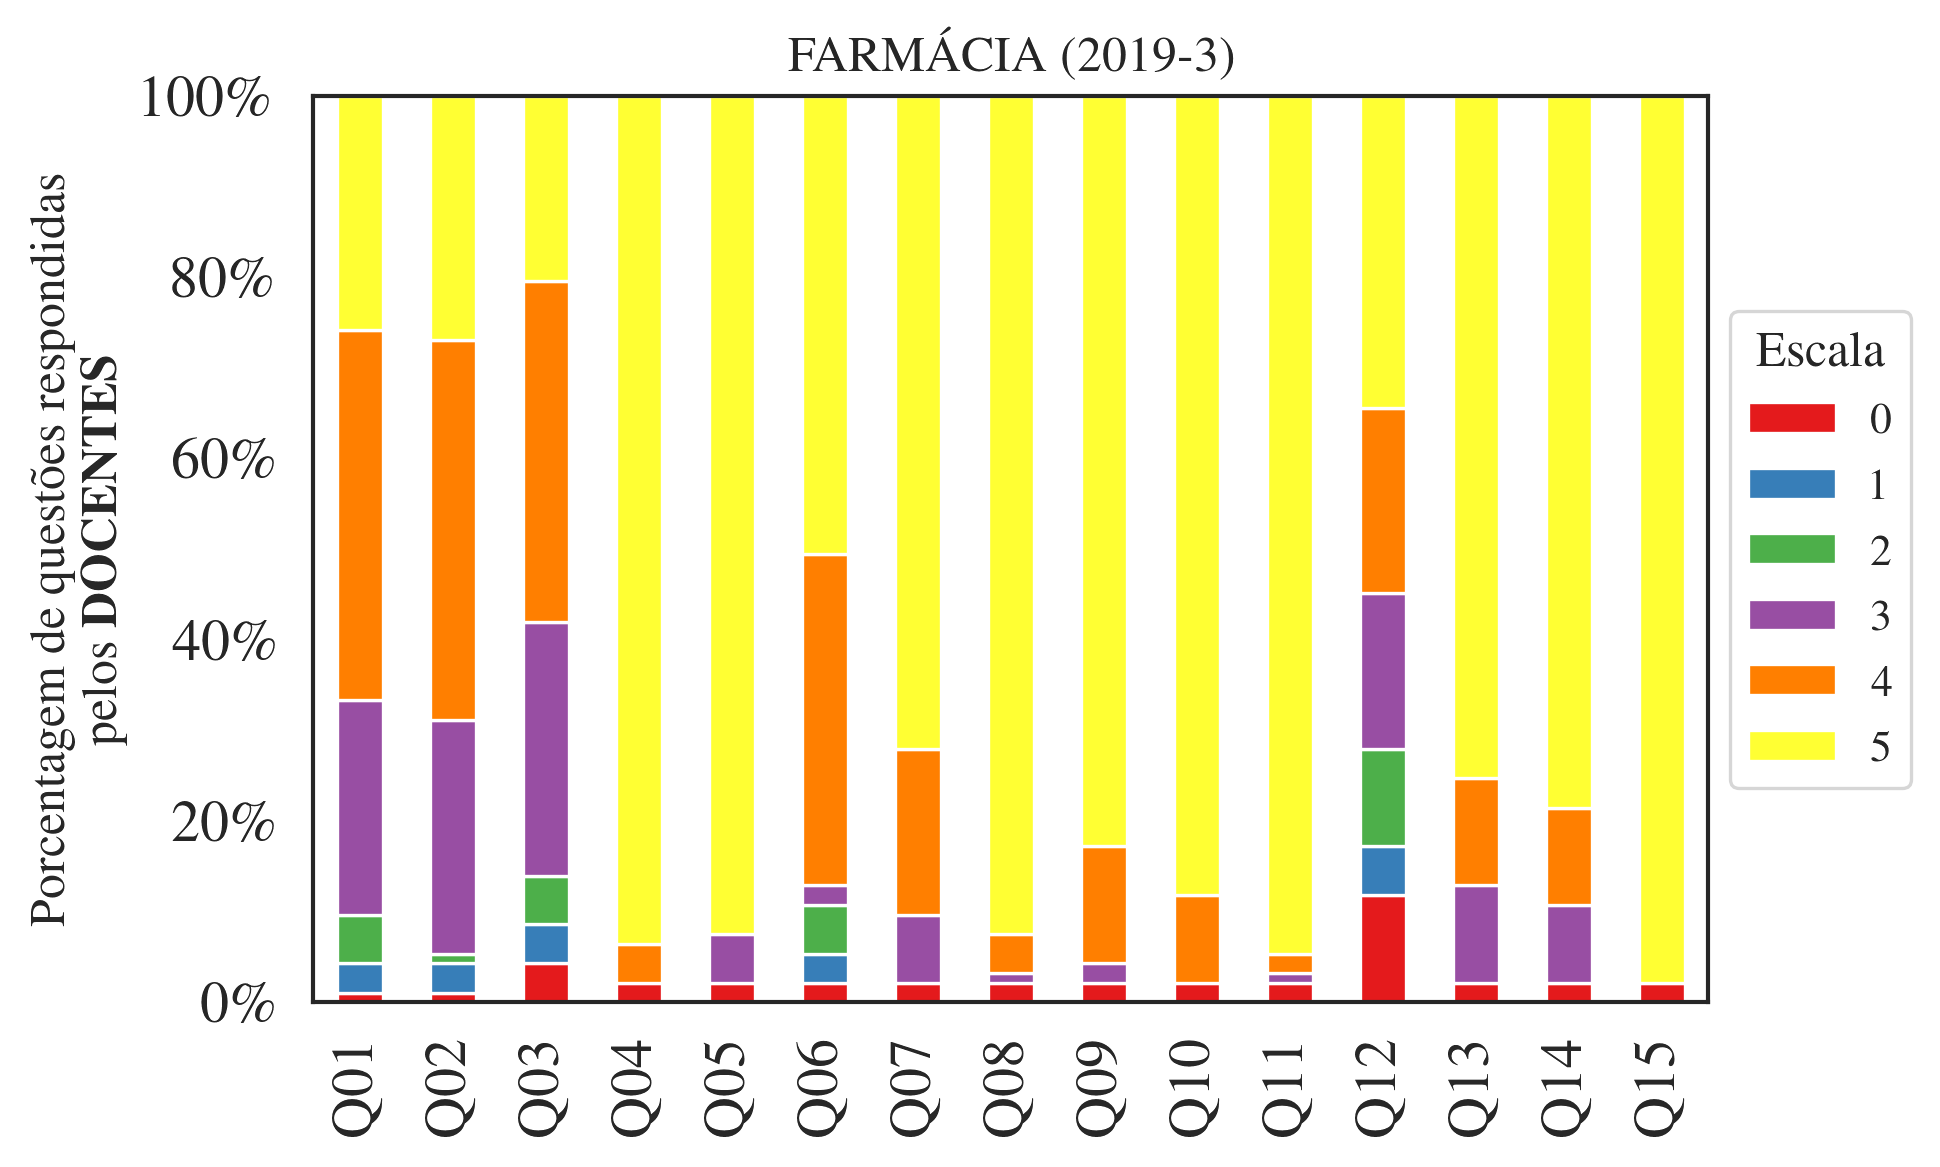 FARMÁCIA (2019-3)
Porcentagem de questões respondidas
pelos DOCENTES
100%
80%
60%
40%
20%
0%
Q01
Q02
Q03
Q04
Q05
Q06
Q07
Q08
Q09
Q10
Q11
Q12
Q13
Q14
Q15
Escala
0
1
2
3
4
5